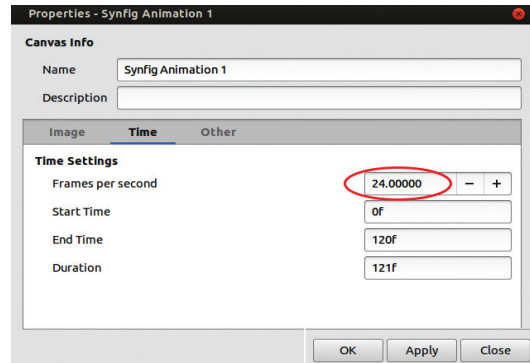 Properties - Synfig Animation 1
Canvas Info
Name Synfig Animation 1
Description
Image Time Other
Time Settings
Frames per second 24.00000 − +
Start Time 0f
End Time 120f
Duration 121f
OK Apply Close